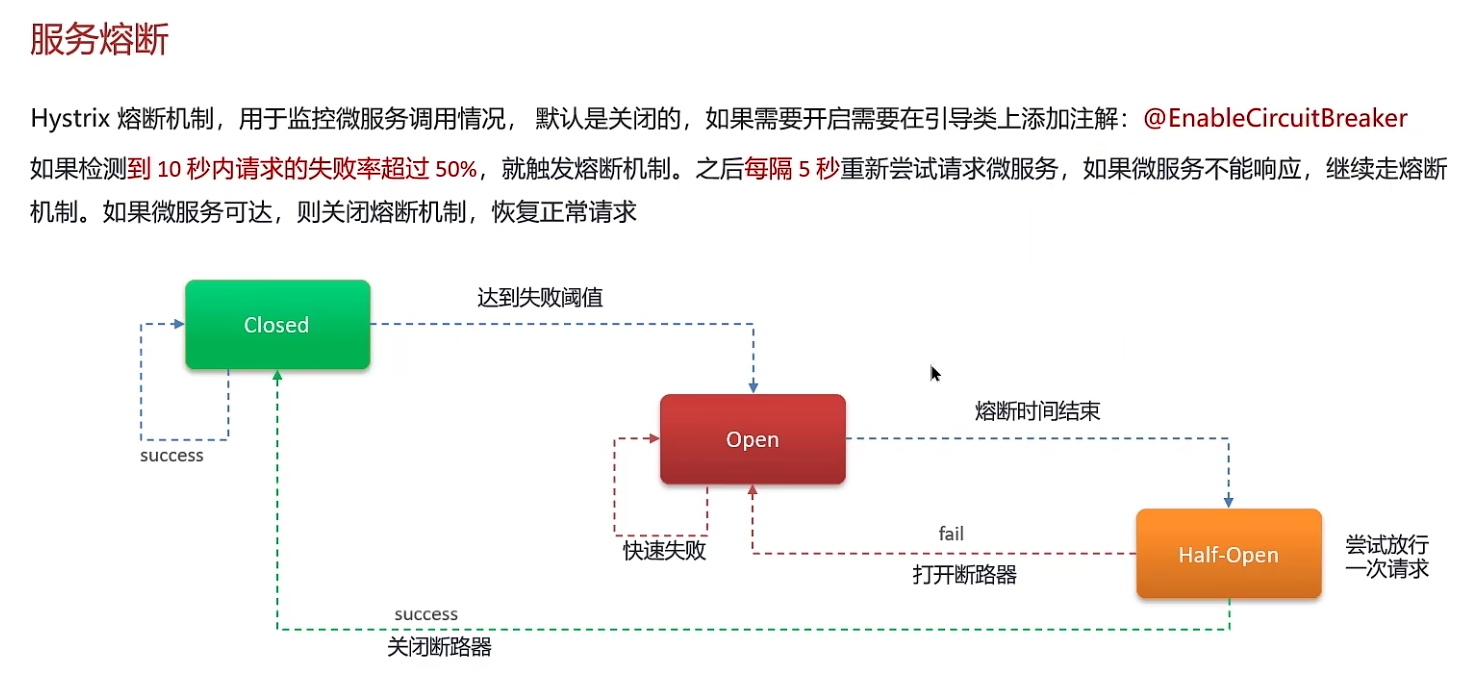 服务熔断
Hystrix 熔断机制，用于监控微服务调用情况， 默认是关闭的，如果需要开启需要在引导类上添加注解：@EnableCircuitBreaker
如果检测到 10 秒内请求的失败率超过 50%，就触发熔断机制。之后每隔 5 秒重新尝试请求微服务，如果微服务不能响应，继续走熔断
机制。如果微服务可达，则关闭熔断机制，恢复正常请求
达到失败阈值
Closed
熔断时间结束
Open
success
fail
快速失败
Half-Open
尝试放行
一次请求
打开断路器
success
关闭断路器